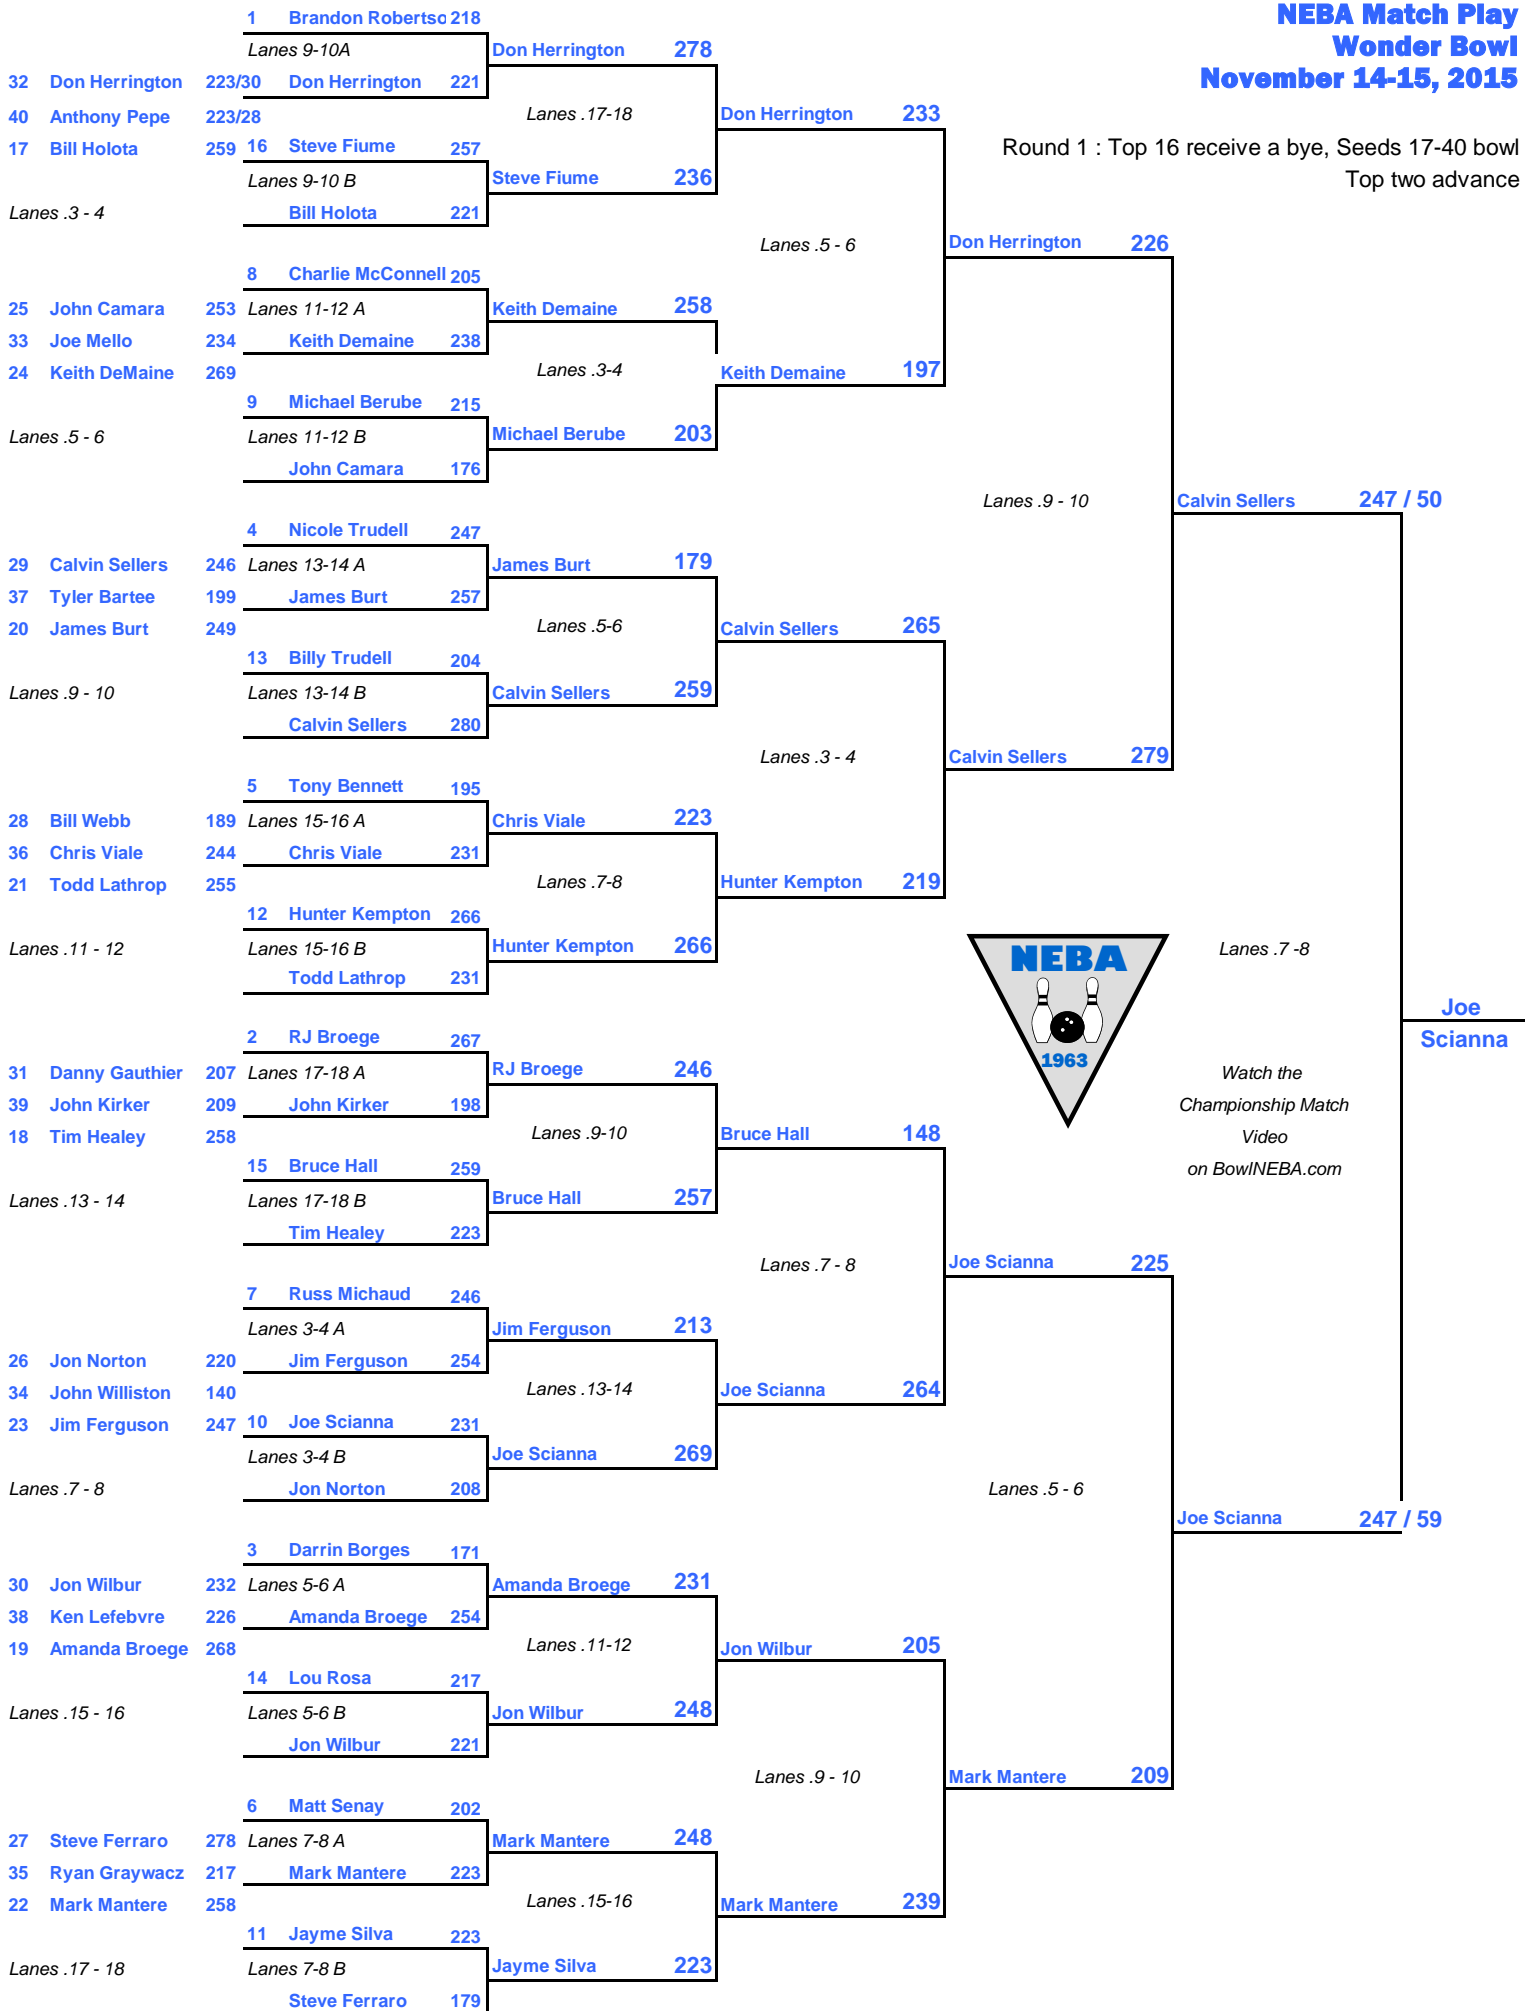 NEBA Match Play
Wonder Bowl
November 14-15, 2015
Round 1 : Top 16 receive a bye, Seeds 17-40 bowl
Top two advance
1 Brandon Robertso 218
Lanes 9-10A
Don Herrington 278
32 Don Herrington 223/30 Don Herrington 221
40 Anthony Pepe 223/28
Lanes .17-18
Don Herrington 233
17 Bill Holota 259
16 Steve Fiume 257
Lanes 9-10 B
Steve Fiume 236
Lanes .3 - 4
Bill Holota 221
Lanes .5 - 6
Don Herrington 226
8 Charlie McConnell 205
25 John Camara 253
Lanes 11-12 A
Keith Demaine 258
33 Joe Mello 234
Keith Demaine 238
24 Keith DeMaine 269
Lanes .3-4
Keith Demaine 197
9 Michael Berube 215
Lanes .5 - 6
Lanes 11-12 B
Michael Berube 203
John Camara 176
Lanes .9 - 10
Calvin Sellers 247 / 50
4 Nicole Trudell 247
29 Calvin Sellers 246
Lanes 13-14 A
James Burt 179
37 Tyler Bartee 199
James Burt 257
20 James Burt 249
Lanes .5-6
Calvin Sellers 265
13 Billy Trudell 204
Lanes .9 - 10
Lanes 13-14 B
Calvin Sellers 259
Calvin Sellers 280
Lanes .3 - 4
Calvin Sellers 279
5 Tony Bennett 195
28 Bill Webb 189
Lanes 15-16 A
Chris Viale 223
36 Chris Viale 244
Chris Viale 231
21 Todd Lathrop 255
Lanes .7-8
Hunter Kempton 219
12 Hunter Kempton 266
Lanes .11 - 12
Lanes 15-16 B
Hunter Kempton 266
Todd Lathrop 231
NEBA
1963
Lanes .7 -8
Joe
Scianna
2 RJ Broege 267
31 Danny Gauthier 207
Lanes 17-18 A
RJ Broege 246
Watch the
Championship Match
Video
on BowlNEBA.com
39 John Kirker 209
John Kirker 198
18 Tim Healey 258
Lanes .9-10
Bruce Hall 148
15 Bruce Hall 259
Lanes .13 - 14
Lanes 17-18 B
Bruce Hall 257
Tim Healey 223
Lanes .7 - 8
Joe Scianna 225
7 Russ Michaud 246
Lanes 3-4 A
Jim Ferguson 213
26 Jon Norton 220
Jim Ferguson 254
34 John Williston 140
Lanes .13-14
Joe Scianna 264
23 Jim Ferguson 247
10 Joe Scianna 231
Lanes 3-4 B
Joe Scianna 269
Lanes .7 - 8
Jon Norton 208
Lanes .5 - 6
Joe Scianna 247 / 59
3 Darrin Borges 171
30 Jon Wilbur 232
Lanes 5-6 A
Amanda Broege 231
38 Ken Lefebvre 226
Amanda Broege 254
19 Amanda Broege 268
Lanes .11-12
Jon Wilbur 205
14 Lou Rosa 217
Lanes .15 - 16
Lanes 5-6 B
Jon Wilbur 248
Jon Wilbur 221
Lanes .9 - 10
Mark Mantere 209
6 Matt Senay 202
27 Steve Ferraro 278
Lanes 7-8 A
Mark Mantere 248
35 Ryan Graywacz 217
Mark Mantere 223
22 Mark Mantere 258
Lanes .15-16
Mark Mantere 239
11 Jayme Silva 223
Lanes .17 - 18
Lanes 7-8 B
Jayme Silva 223
Steve Ferraro 179